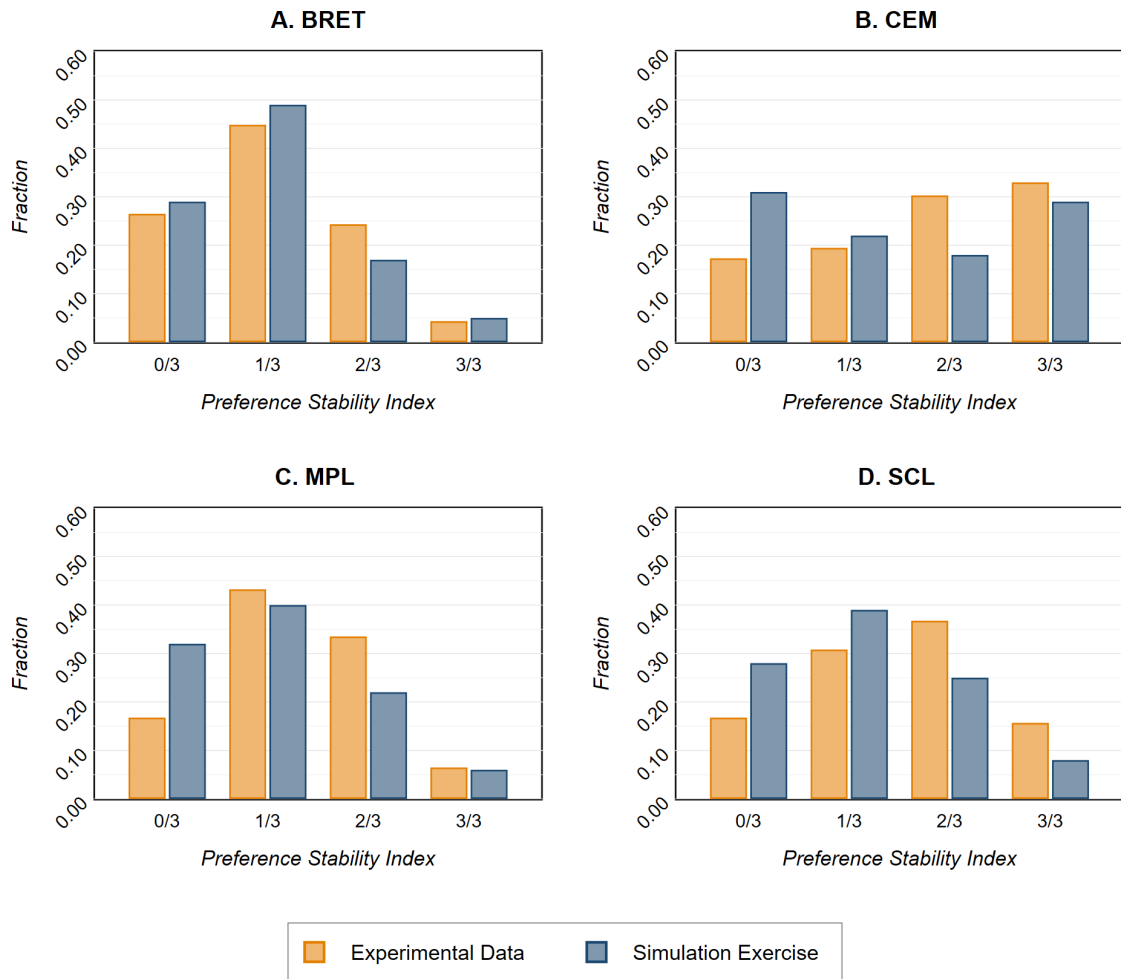 A. BRET
Fraction
0.60
0.50
0.40
0.30
0.20
0.10
0.00
0/3 1/3 2/3 3/3
Preference Stability Index
B. CEM
Fraction
0.60
0.50
0.40
0.30
0.20
0.10
0.00
0/3 1/3 2/3 3/3
Preference Stability Index
C. MPL
Fraction
0.60
0.50
0.40
0.30
0.20
0.10
0.00
0/3 1/3 2/3 3/3
Preference Stability Index
D. SCL
Fraction
0.60
0.50
0.40
0.30
0.20
0.10
0.00
0/3 1/3 2/3 3/3
Preference Stability Index
Experimental Data Simulation Exercise